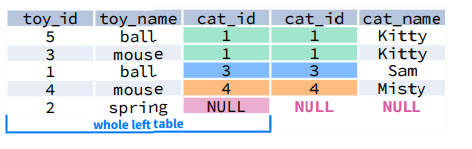 toy_id toy_name cat_id cat_id cat_name
5 ball 1 1 Kitty
3 mouse 1 1 Kitty
1 ball 3 3 Sam
4 mouse 4 4 Misty
2 spring NULL NULL NULL
whole left table